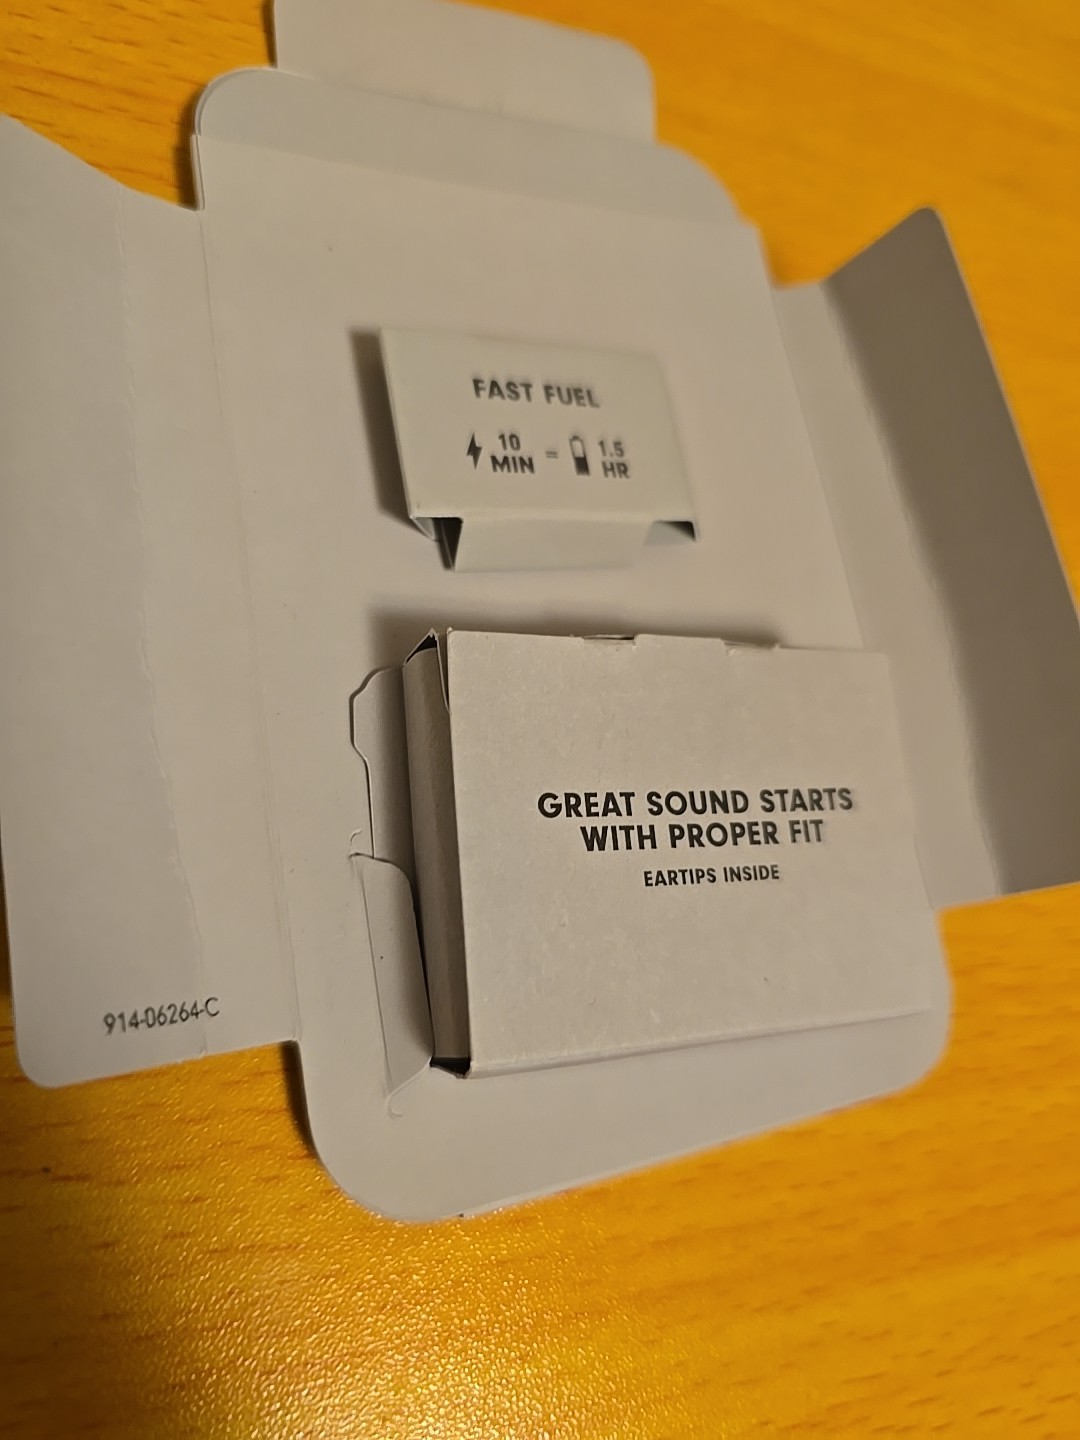 FAST FUEL
10 MIN = 1.5 HR
GREAT SOUND STARTS
WITH PROPER FIT
EARTIPS INSIDE
914-06264-C